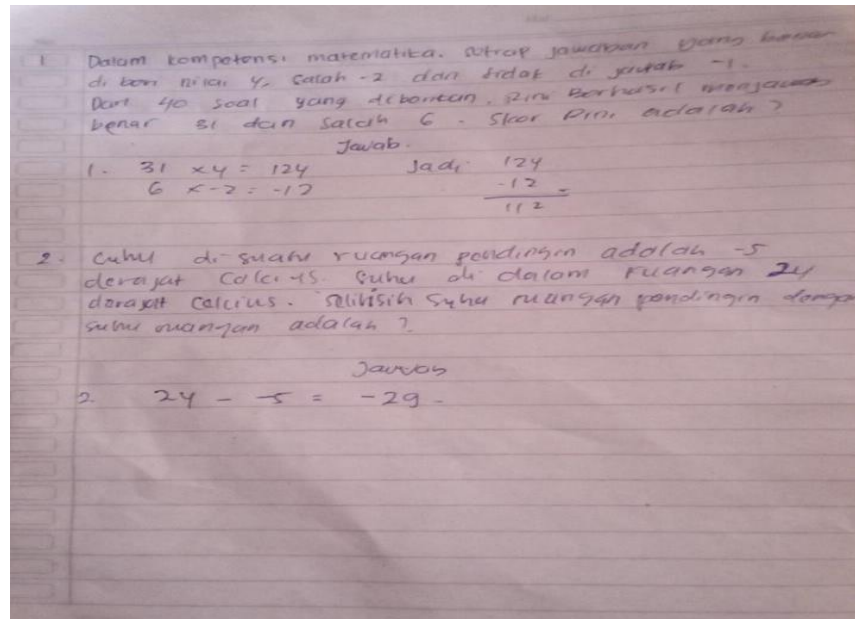 1 Dalam kompetensi matematika. setiap jawaban yang benar
di beri nilai 4, salah -2 dan tidak di jawab -1.
Dari 40 soal yang diberikan, Rini Berhasil menjawab
benar 31 dan salah 6. Skor Rini adalah ?
Jawab.
1. 31 x 4 = 124 Jadi 124
6 x -2 = -12 -12 -
112
2. Suhu di suatu ruangan pendingin adalah -5
derajat Celcius. Suhu di dalam ruangan 24
derajat Celcius. Selisih Suhu ruangan pendingin dengan
suhu ruangan adalah ?
Jawab
2. 24 - -5 = -29 -